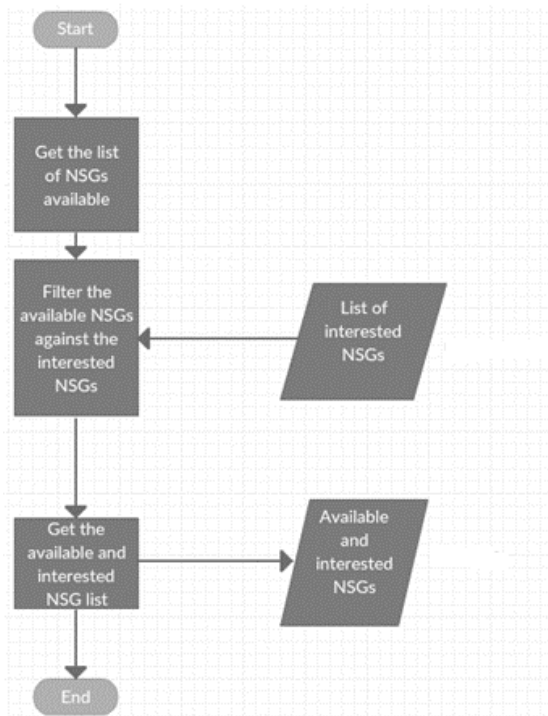 Start
Get the list
of NSGs
available
Filter the
available NSGs
against the
interested
NSGs
List of
interested
NSGs
Get the
available and
interested
NSG list
Available
and
interested
NSGs
End